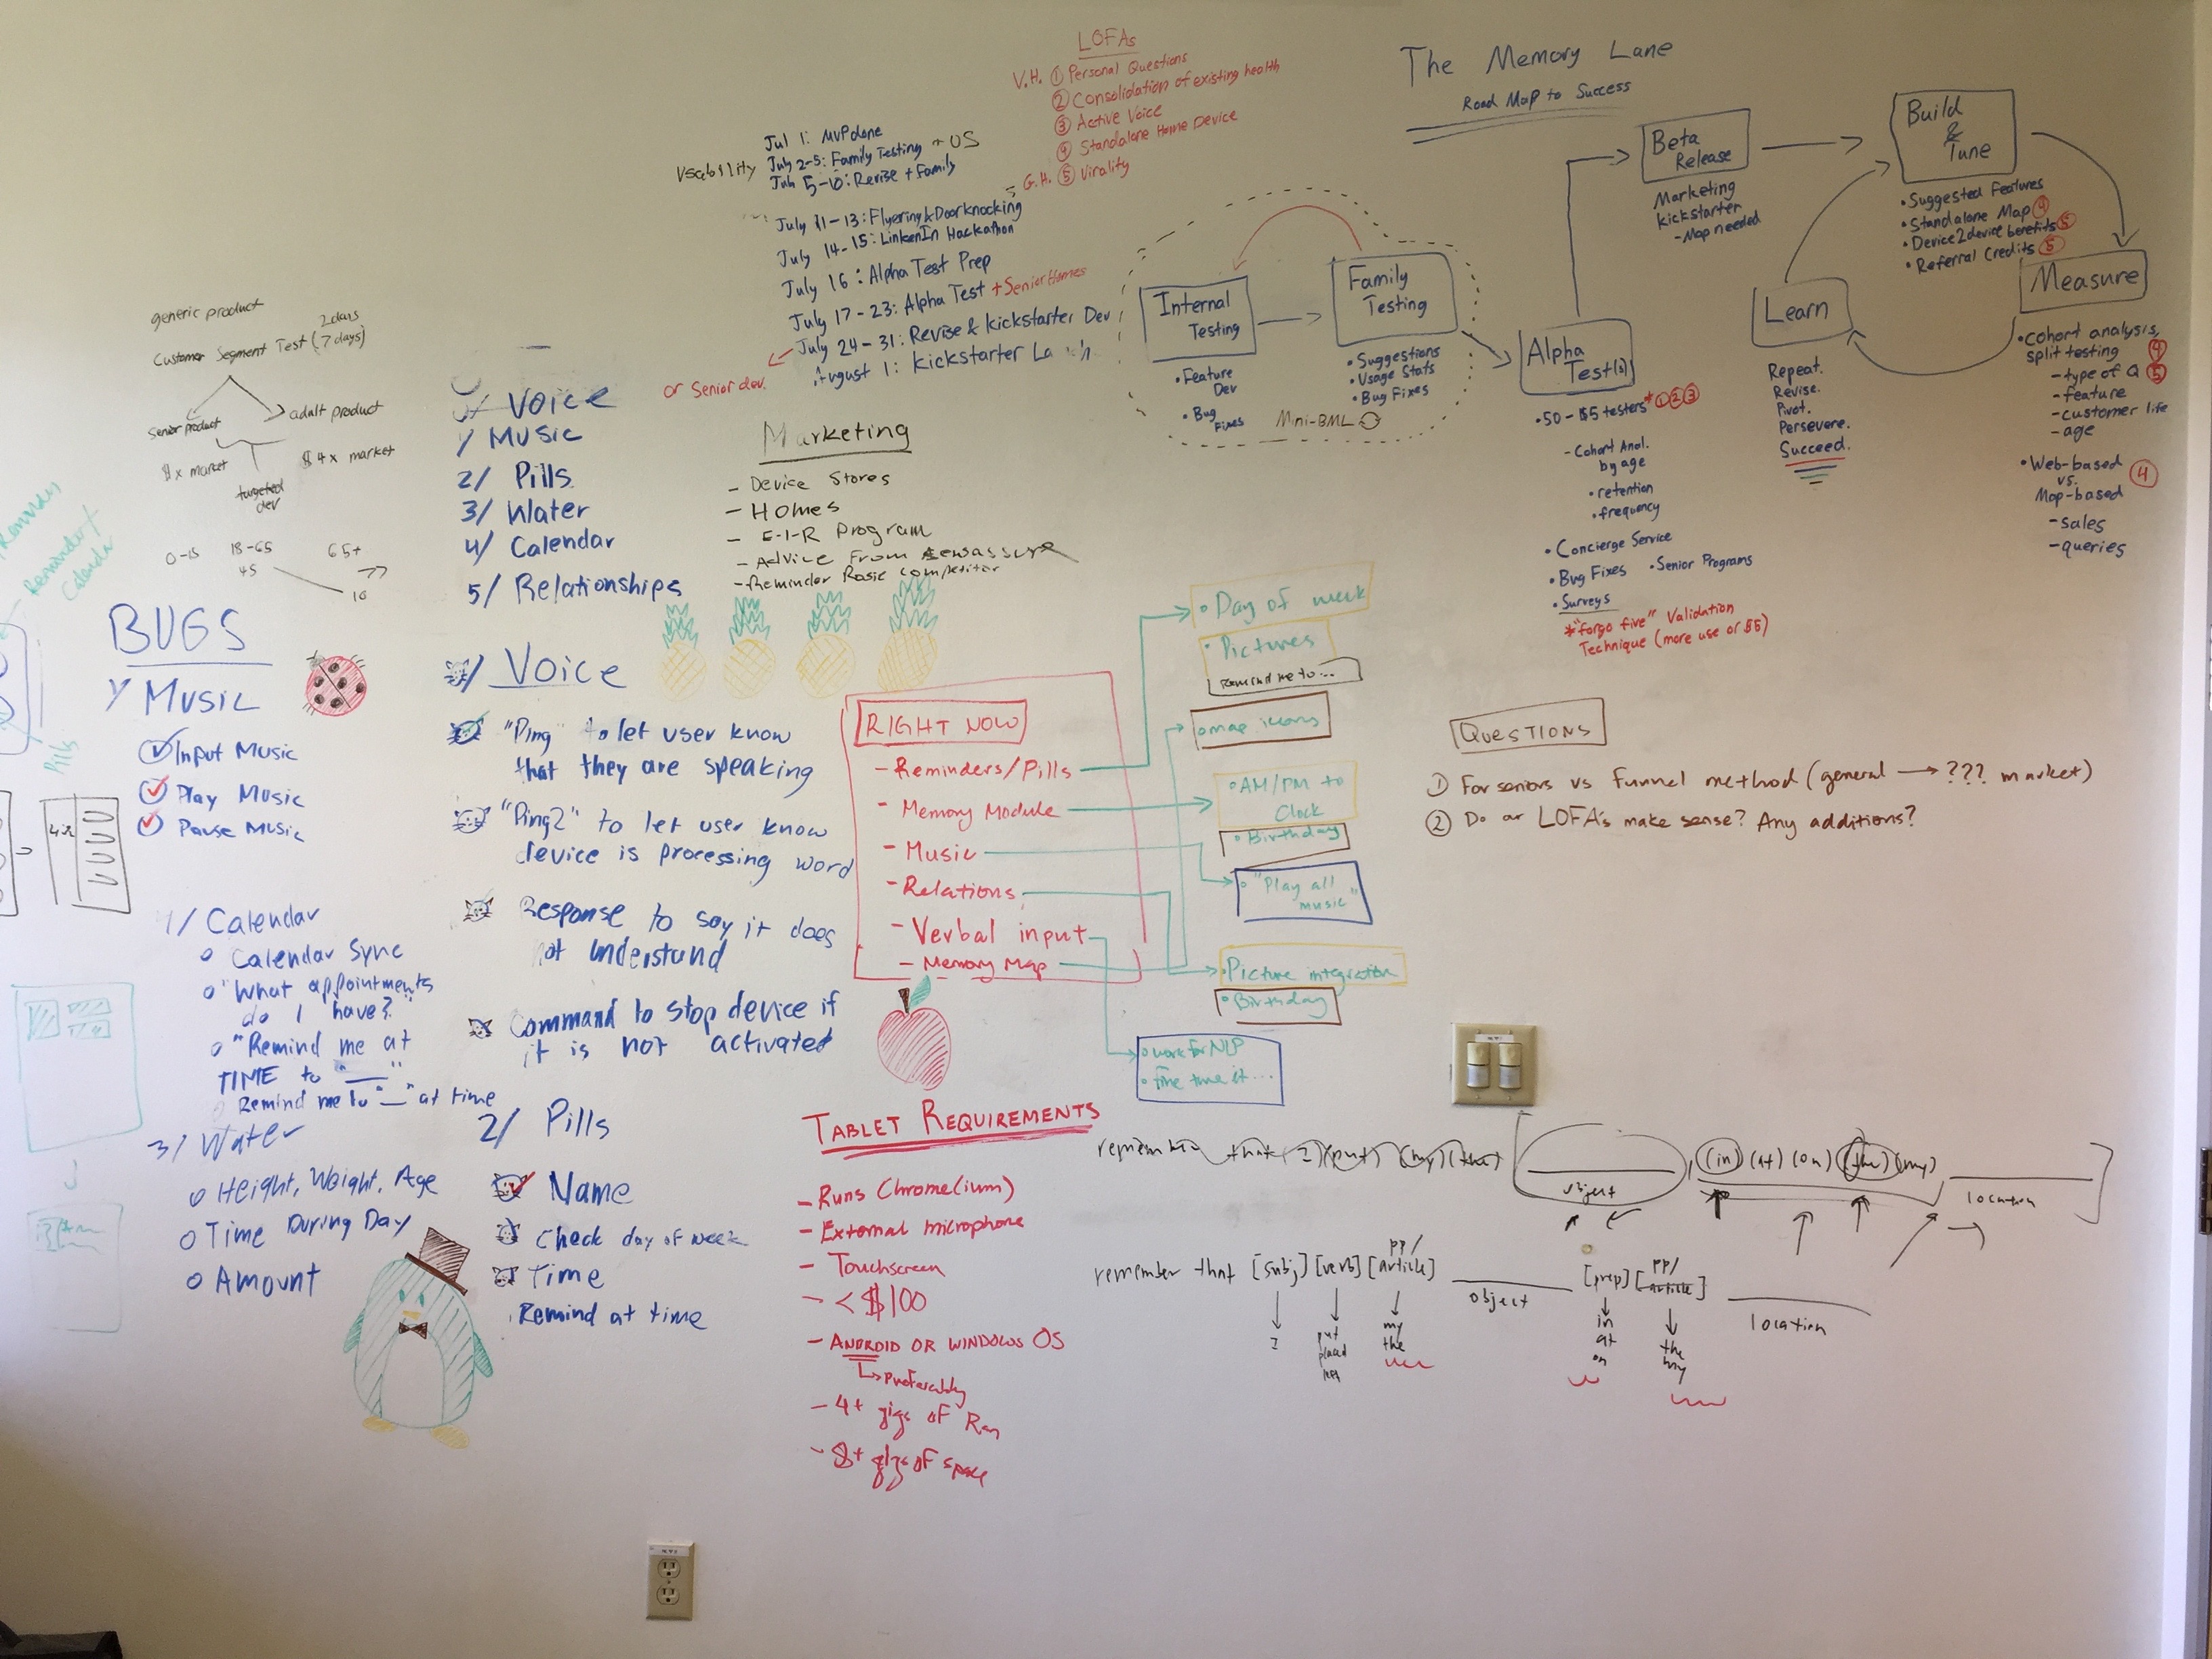 LOFAs
V.H. ① Personal Questions
② Consolidation of existing health
③ Active Voice
④ Standalone Home Device
G.H. ⑤ Virality
Usability
Jul 1: MVP done
July 2-5: Family Testing + US
July 5-10: Revise + Family
July 11-13: Flyering & Doorknocking
July 14-15: LinkenIn Hackathon
July 16: Alpha Test Prep
July 17-23: Alpha Test + Senior Homes
July 24-31: Revise & Kickstarter Dev
or Senior dev.
August 1: Kickstarter
The Memory Lane
Road Map to Success
Internal Testing
• Feature Dev
• Bug Fixes
Family Testing
• Suggestions
• Usage Stats
• Bug Fixes
Mini-BML
Alpha Test(s)
• 50-$5 testers* ① ② ③
- Cohort Anal. by age
• retention
• frequency
• Concierge Service
• Bug Fixes • Senior Programs
• Surveys
*"forgo five" Validation
Technique (more use or $5)
Beta Release
Marketing
Kickstarter
- Map needed
Build & Tune
• Suggested Features
• Standalone Map ④
• Device2device benefits ⑤
• Referral Credits ⑤
Measure
• Cohort analysis,
split testing ④
- type of Q ⑤
- feature
- customer life
- age
• Web-based ④
vs.
Map-based
- sales
- queries
Learn
Repeat.
Revise.
Pivot.
Persevere.
Succeed.
generic product
2 days
Customer Segment Test (7 days)
Senior product
adult product
$x market
$4x market
targeted
dev
0-15 18-65 65+
45
10
Voice
1/ Music
2/ Pills
3/ Water
4/ Calendar
5/ Relationships
Marketing
- Device Stores
- Homes
- E-I-R Program
- Advice From
- Reminder Rosie competitor
Reminders
Reminder
Pills
BUGS
1/ Music
Input Music
Play Music
Pause Music
4/ Calendar
o Calendar Sync
o "What appointments
do I have?"
o "Remind me at
TIME to "__"
Remind me to "__" at time
3/ Water
o Height, Weight, Age
o Time During Day
o Amount
Voice
"Ping" to let user know
that they are speaking
"Ping2" to let user know
device is processing word
Response to say it does
not understand
Command to stop device if
it is not activated
2/ Pills
Name
Check day of week
Time
Remind at time
RIGHT NOW
- Reminders/Pills
- Memory Module
- Music
- Relations
- Verbal input
- Memory Map
• Day of week
• Pictures
Remind me to...
o map icons
• AM/PM to
Clock
• Birthday
o "Play all
music"
• Picture integration
• Birthday
o work for NLP
• fine tune it...
QUESTIONS
① For seniors vs funnel method (general → ??? market)
② Do ar LOFA's make sense? Any additions?
TABLET REQUIREMENTS
- Runs Chrome(ium)
- External microphone
- Touchscreen
- < $100
- ANDROID OR WINDOWS OS
↳ preferably
- 4+ gigs of Ram
- 8+ gigs of space
remember that (I) (put) (my) (the) ____ (in) (at) (on) (the) (my) ____
object location
remember that [subj] [verb] [pp/article] ____ [prep] [pp/article] ____
object location
I
put
placed
left
my
the
in
at
on
the
my